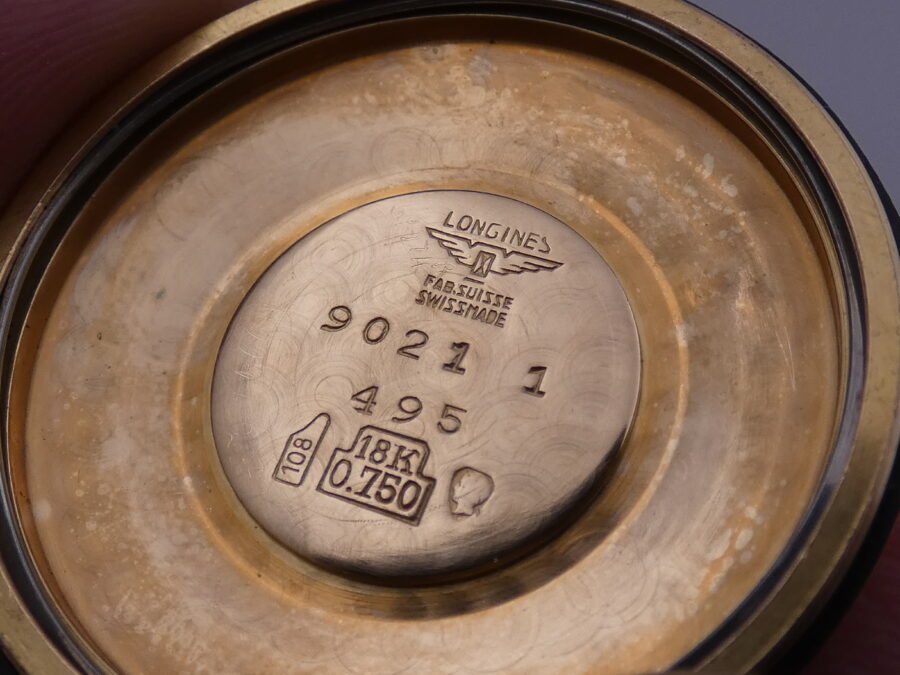 LONGINES
FAB.SUISSE
SWISSMADE
9021 1
495
108
18K
0.750